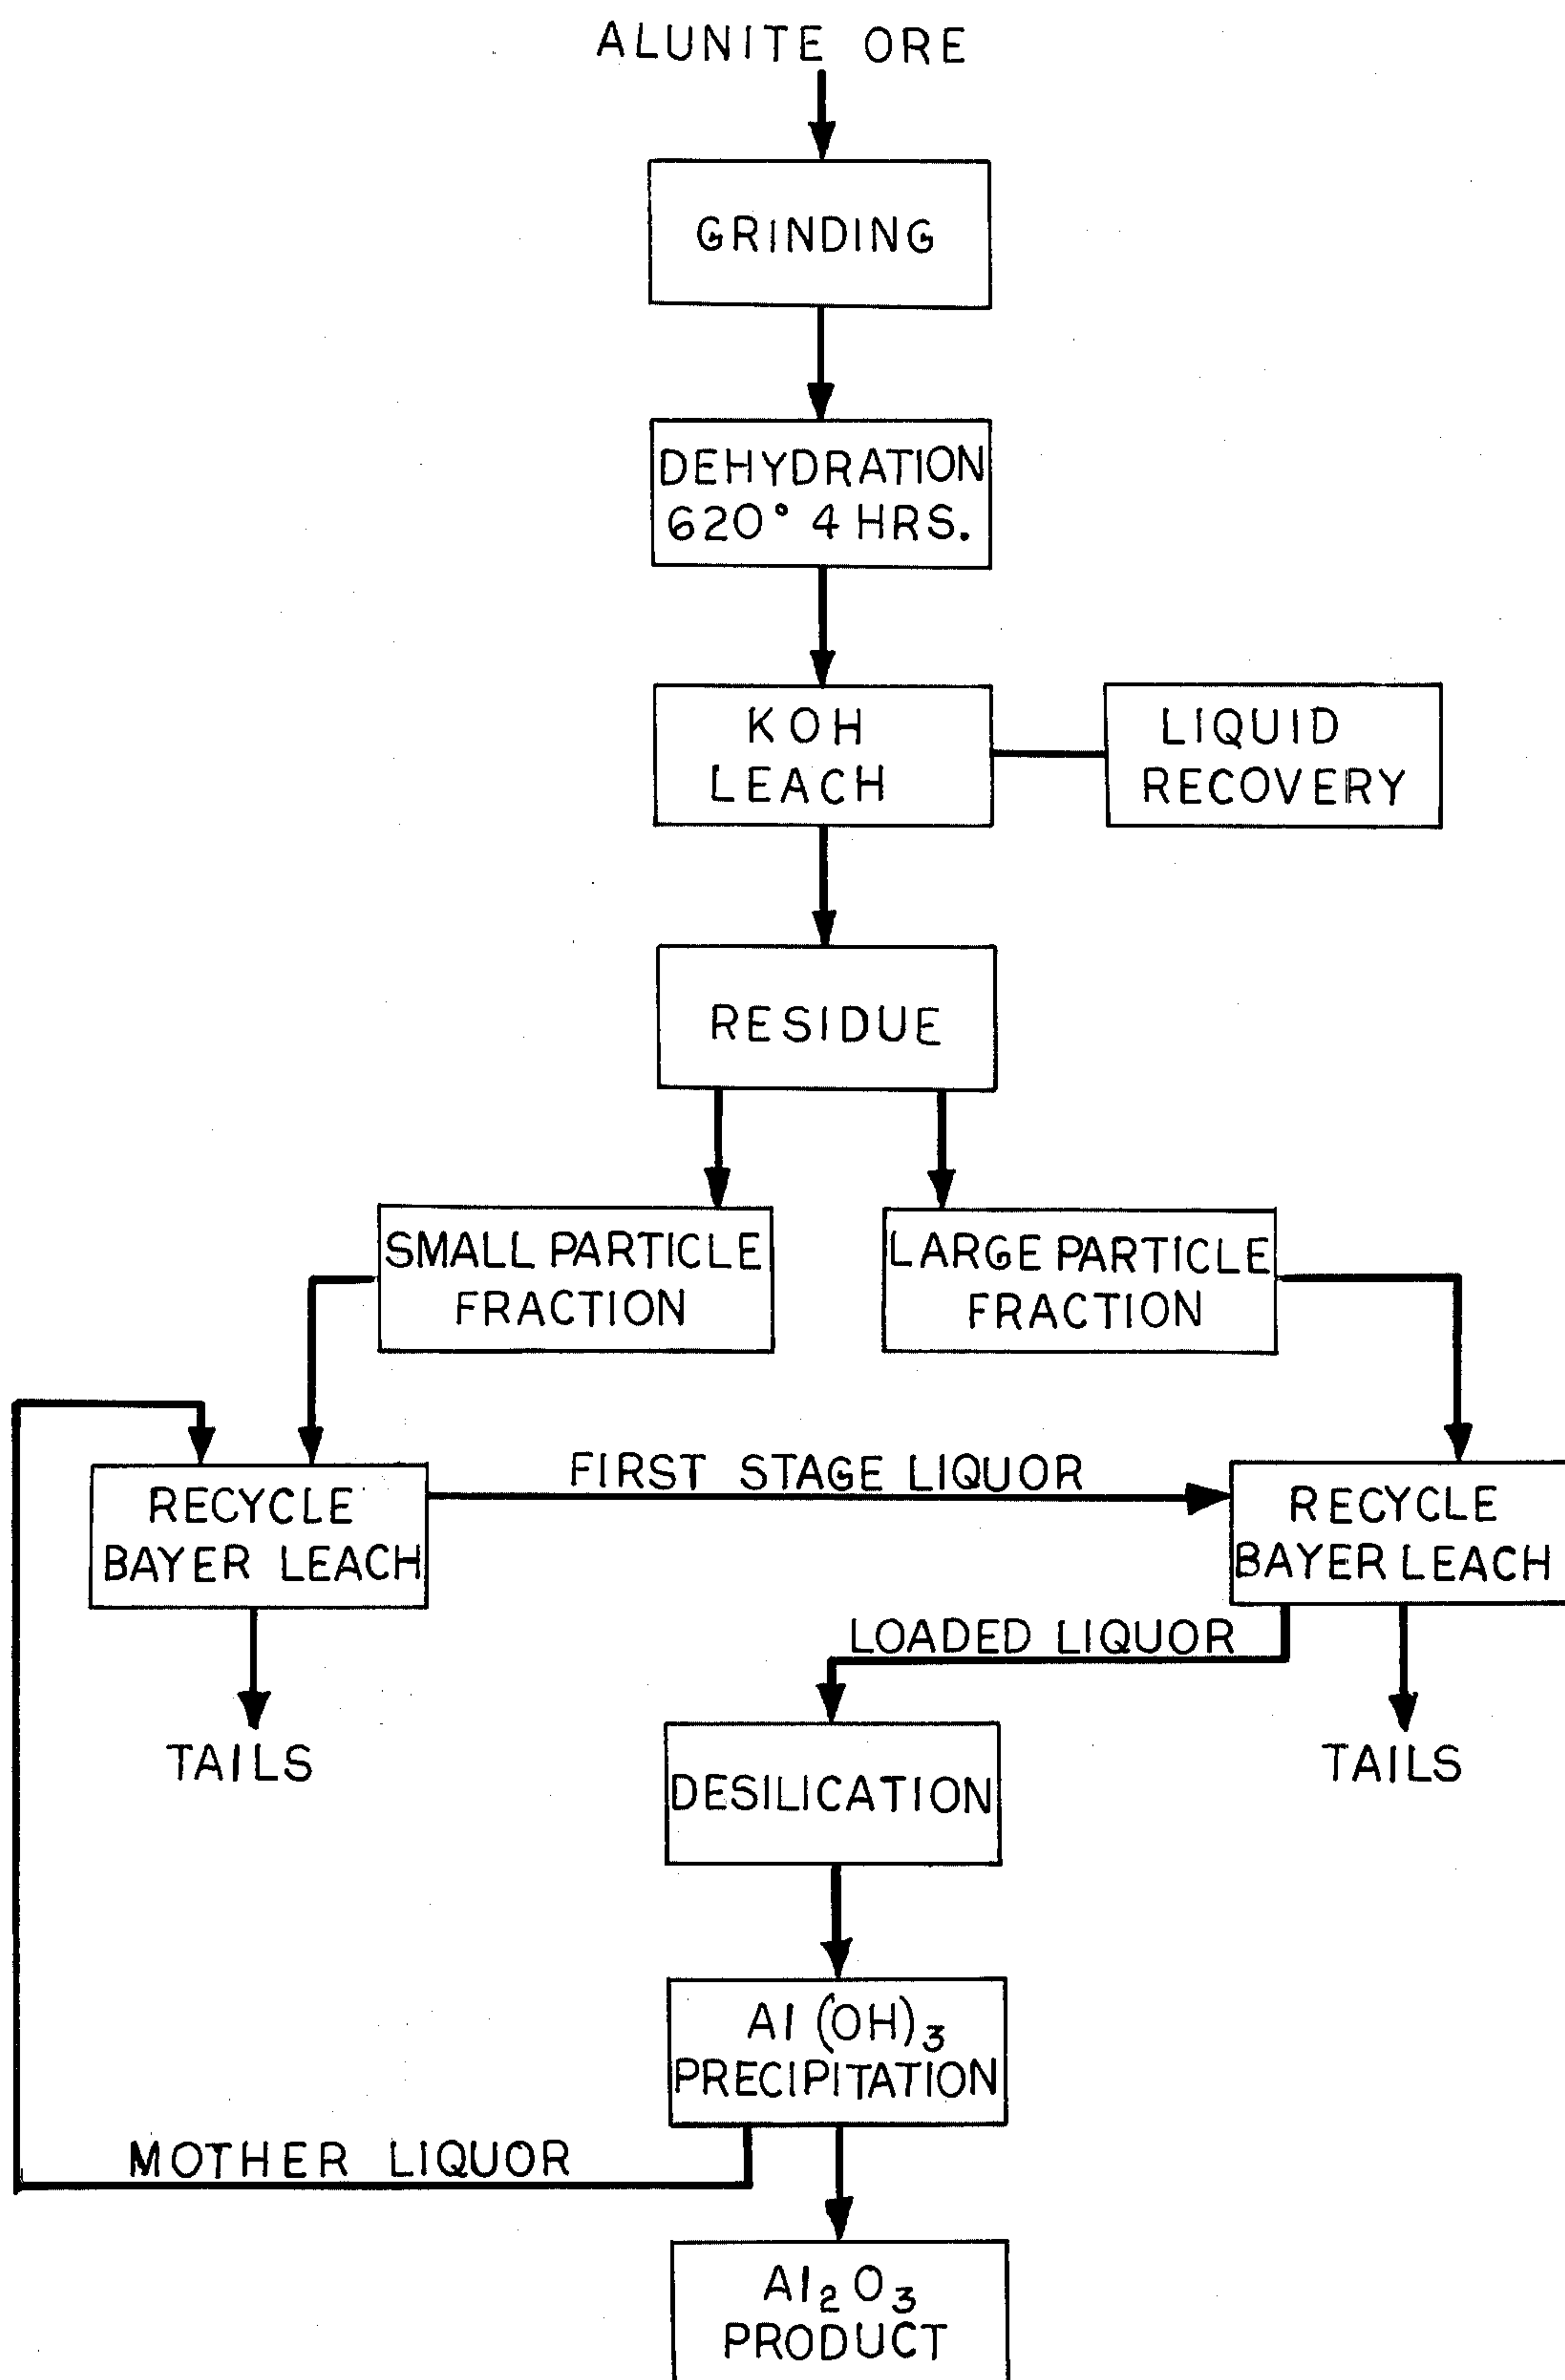 ALUNITE ORE
GRINDING
DEHYDRATION
620° 4 HRS.
KOH
LEACH
LIQUID
RECOVERY
RESIDUE
SMALL PARTICLE
FRACTION
LARGE PARTICLE
FRACTION
FIRST STAGE LIQUOR
RECYCLE
BAYER LEACH
RECYCLE
BAYER LEACH
LOADED LIQUOR
TAILS
TAILS
DESILICATION
Al(OH)₃
PRECIPITATION
MOTHER LIQUOR
Al₂O₃
PRODUCT